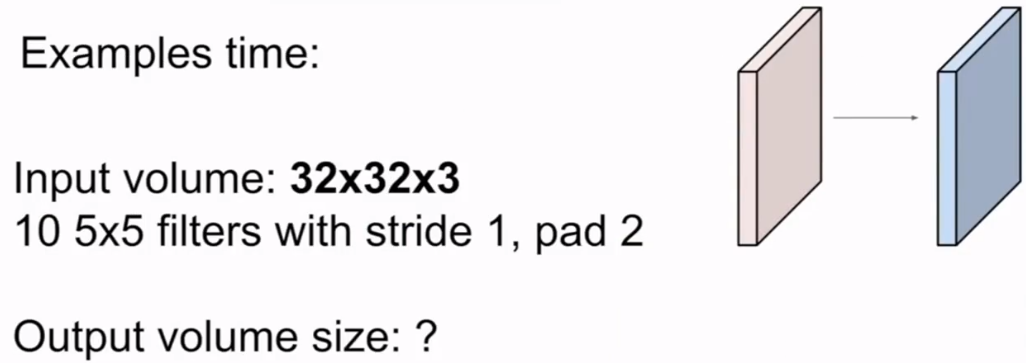 Examples time:
Input volume: 32x32x3
10 5x5 filters with stride 1, pad 2
Output volume size: ?